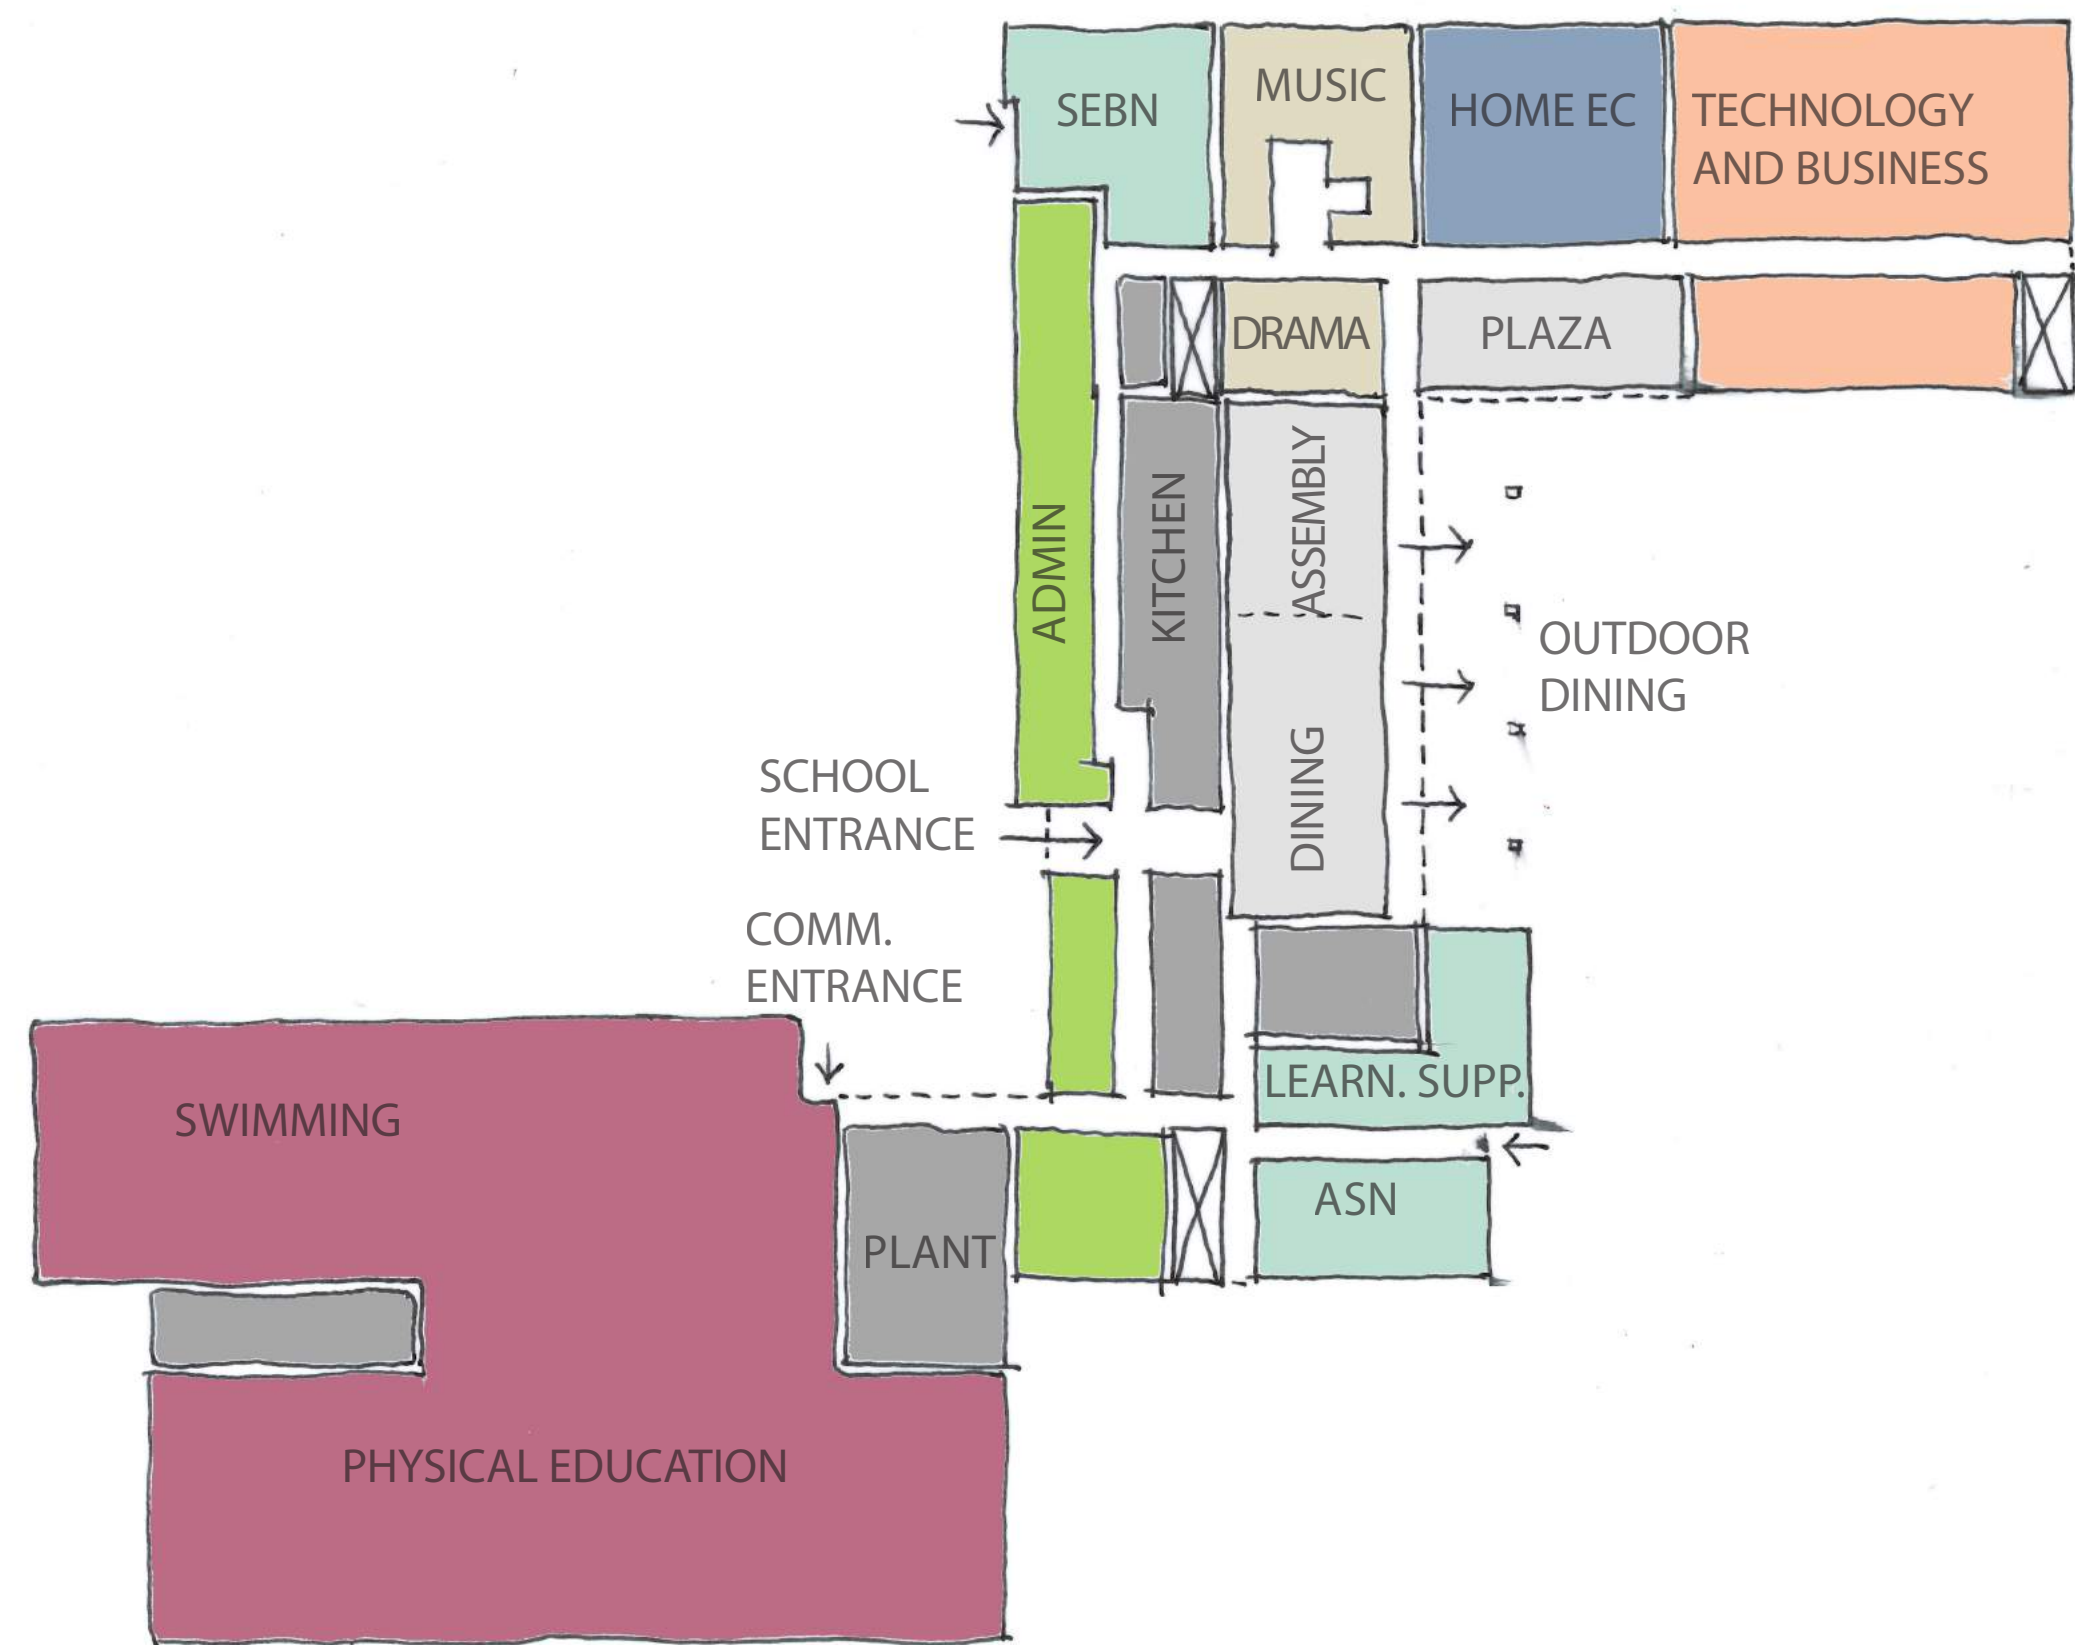 SEBN
MUSIC
HOME EC
TECHNOLOGY
AND BUSINESS
DRAMA
PLAZA
ADMIN
KITCHEN
ASSEMBLY
DINING
OUTDOOR
DINING
SCHOOL
ENTRANCE
COMM.
ENTRANCE
LEARN. SUPP.
SWIMMING
PLANT
ASN
PHYSICAL EDUCATION